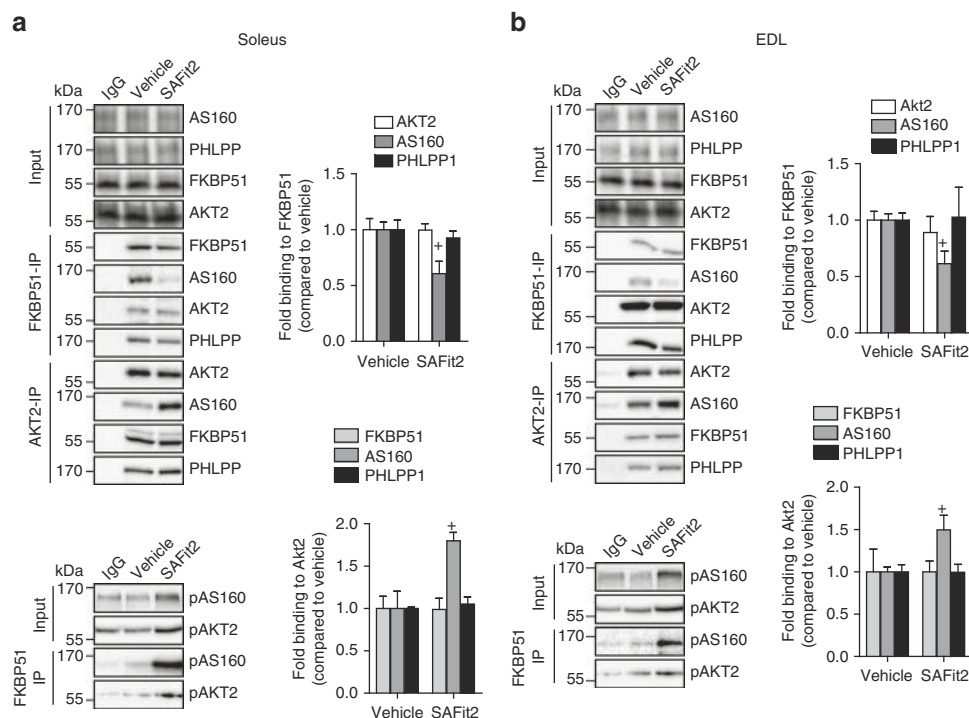 a
Soleus
kDa
IgG
Vehicle
SAFit2
Input
170 AS160
170 PHLPP
55 FKBP51
55 AKT2
FKBP51-IP
55 FKBP51
170 AS160
55 AKT2
170 PHLPP
AKT2-IP
55 AKT2
170 AS160
55 FKBP51
170 PHLPP
AKT2
AS160
PHLPP1
Fold binding to FKBP51
(compared to vehicle)
1.5
1.0
0.5
0.0
+
Vehicle SAFit2
kDa
IgG
Vehicle
SAFit2
Input
170 pAS160
55 pAKT2
FKBP51
IP
170 pAS160
55 pAKT2
FKBP51
AS160
PHLPP1
Fold binding to Akt2
(compared to vehicle)
2.0
1.5
1.0
0.5
0.0
+
Vehicle SAFit2
b
EDL
kDa
IgG
Vehicle
SAFit2
Input
170 AS160
170 PHLPP
55 FKBP51
55 AKT2
FKBP51-IP
55 FKBP51
170 AS160
55 AKT2
170 PHLPP
AKT2-IP
55 AKT2
170 AS160
55 FKBP51
170 PHLPP
Akt2
AS160
PHLPP1
Fold binding to FKBP51
(compared to vehicle)
1.5
1.0
0.5
0.0
+
Vehicle SAFit2
kDa
IgG
Vehicle
SAFit2
Input
170 pAS160
55 pAKT2
FKBP51
IP
170 pAS160
55 pAKT2
FKBP51
AS160
PHLPP1
Fold binding to Akt2
(compared to vehicle)
2.0
1.5
1.0
0.5
0.0
+
Vehicle SAFit2